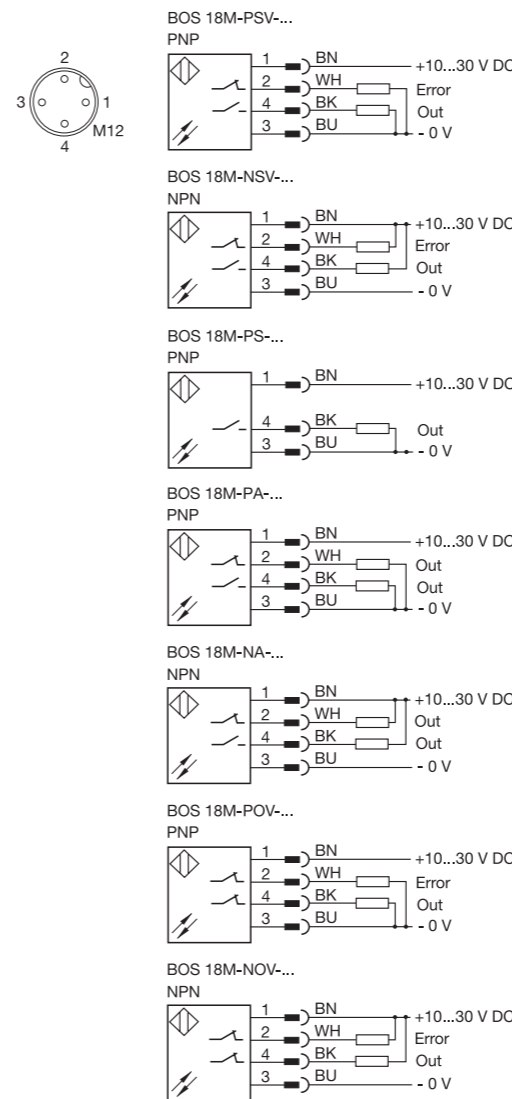 2
3
1
M12
4
BOS 18M-PSV-...
PNP
1 BN +10...30 V DC
2 WH Error
4 BK Out
3 BU - 0 V
BOS 18M-NSV-...
NPN
1 BN +10...30 V DC
2 WH Error
4 BK Out
3 BU - 0 V
BOS 18M-PS-...
PNP
1 BN +10...30 V DC
4 BK Out
3 BU - 0 V
BOS 18M-PA-...
PNP
1 BN +10...30 V DC
2 WH Out
4 BK Out
3 BU - 0 V
BOS 18M-NA-...
NPN
1 BN +10...30 V DC
2 WH Out
4 BK Out
3 BU - 0 V
BOS 18M-POV-...
PNP
1 BN +10...30 V DC
2 WH Error
4 BK Out
3 BU - 0 V
BOS 18M-NOV-...
NPN
1 BN +10...30 V DC
2 WH Error
4 BK Out
3 BU - 0 V